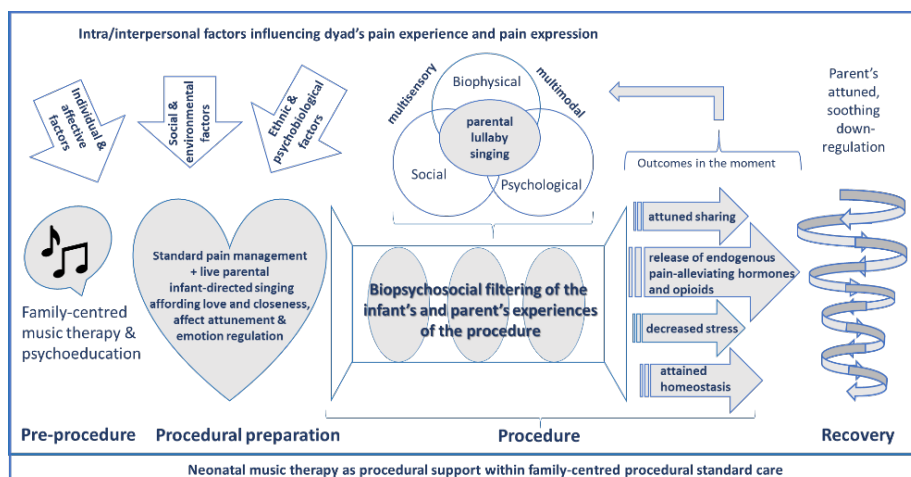 Intra/interpersonal factors influencing dyad's pain experience and pain expression
Individual &
affective
factors
Social &
environmental
factors
Ethnic &
psychobiological
factors
multisensory
multimodal
Biophysical
parental
lullaby
singing
Social
Psychological
Parent's
attuned,
soothing
down-
regulation
Outcomes in the moment
Family-centred
music therapy &
psychoeducation
Standard pain management
+ live parental
infant-directed singing
affording love and closeness,
affect attunement &
emotion regulation
Biopsychosocial filtering of the
infant's and parent's experiences
of the procedure
attuned sharing
release of endogenous
pain-alleviating hormones
and opioids
decreased stress
attained
homeostasis
Pre-procedure
Procedural preparation
Procedure
Recovery
Neonatal music therapy as procedural support within family-centred procedural standard care